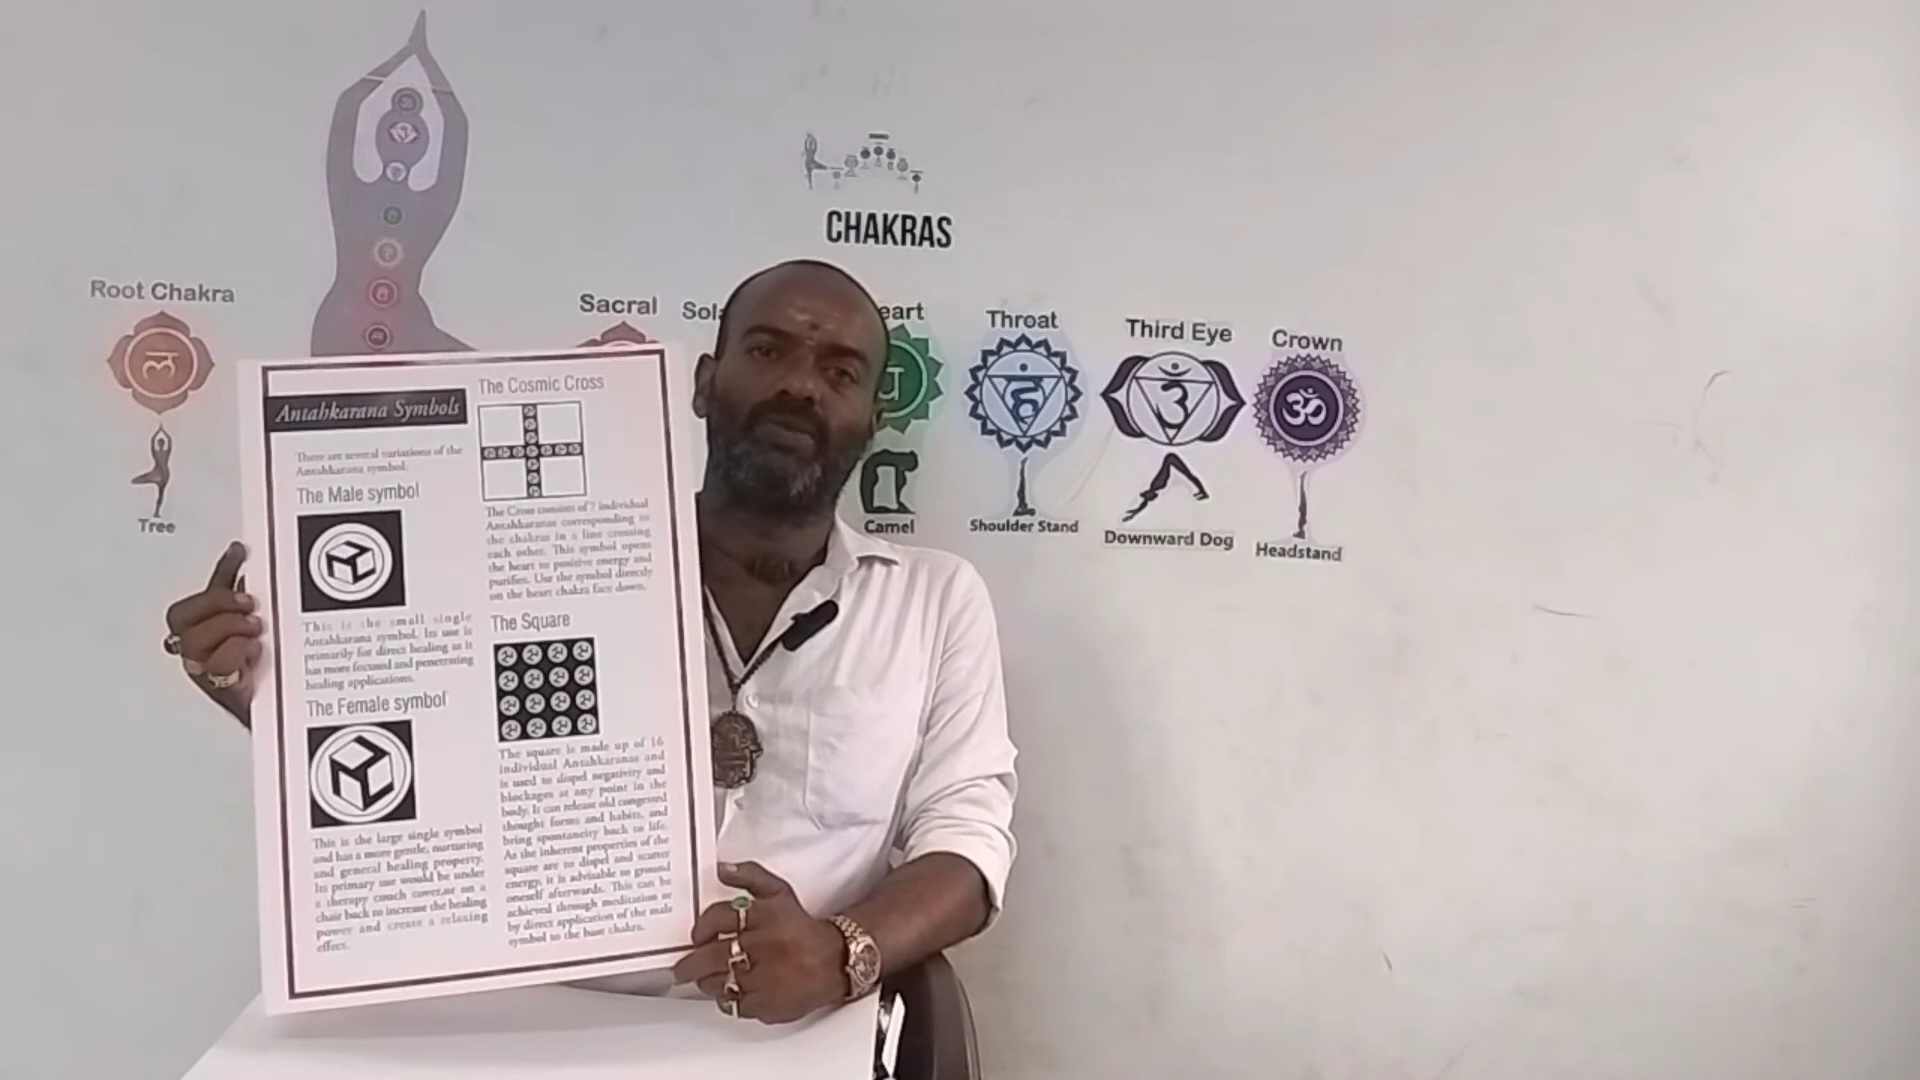 CHAKRAS
Root Chakra
Sacral
Throat
Third Eye
Crown
ल
व
हं
ॐ
Tree
Camel
Shoulder Stand
Downward Dog
Headstand
Antahkarana Symbols
There are several variations of the
Antahkarana symbol.
The Male symbol
This is the small single
Antahkarana symbol. Its use is
primarily for direct healing as it
has more focused and penetrating
healing applications.
The Female symbol
This is the large single symbol
and has a more gentle, nurturing
and general healing property.
Its primary use would be under
a therapy couch cover,or on a
chair back to increase the healing
power and create a relaxing
effect.
The Cosmic Cross
The Cross consists of 7 individual
Antahkaranas corresponding to
the chakras in a line crossing
each other. This symbol opens
the heart to positive energy and
purifies. Use the symbol directly
on the heart chakra face down.
The Square
The square is made up of 16
individual Antahkaranas and
is used to dispel negativity and
blockages at any point in the
body. It can release old congested
thought forms and habits, and
bring spontaneity back to life.
As the inherent properties of the
square are to dispel and scatter
energy, it is advisable to ground
oneself afterwards. This can be
achieved through meditation or
by direct application of the male
symbol to the base chakra.